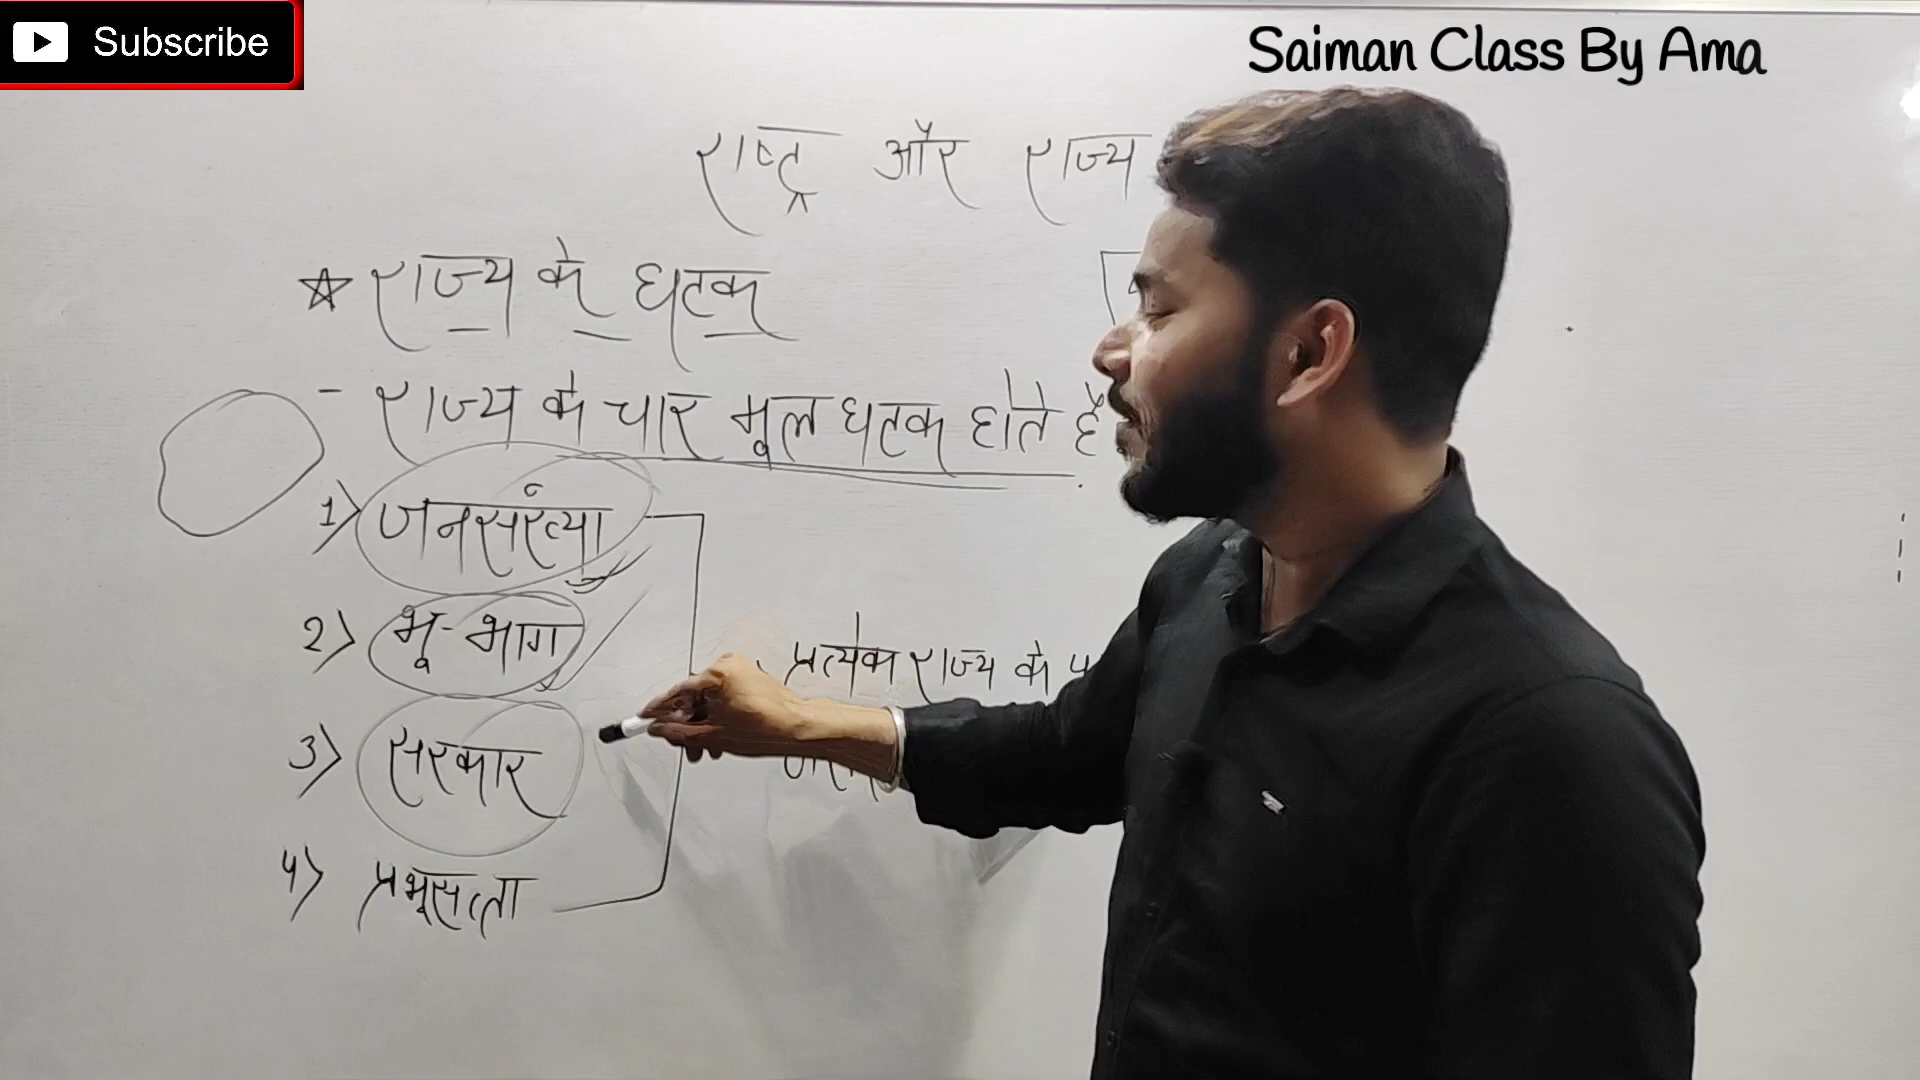 Subscribe
Saiman Class By Ama
राष्ट्र और राज्य
☆ राज्य के घटक
- राज्य के चार मूल घटक होते है
1) जनसंख्या
2) भू-भाग
प्रत्येक राज्य के
3) सरकार
4) प्रभूसत्ता